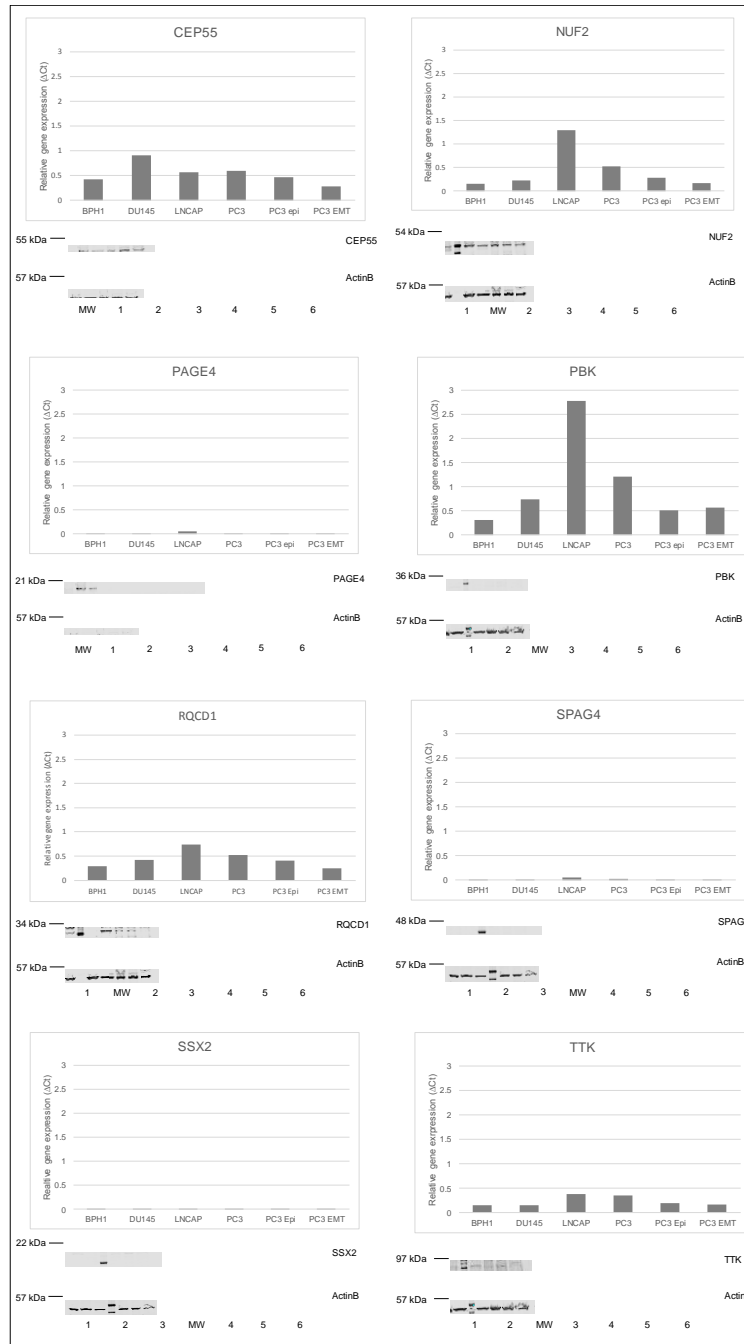 CEP55
Relative gene expression (ΔCt)
3
2.5
2
1.5
1
0.5
0
BPH1 DU145 LNCAP PC3 PC3 epi PC3 EMT
55 kDa
CEP55
57 kDa
ActinB
MW 1 2 3 4 5 6
NUF2
Relative gene expression (ΔCt)
3
2.5
2
1.5
1
0.5
0
BPH1 DU145 LNCAP PC3 PC3 epi PC3 EMT
54 kDa
NUF2
57 kDa
ActinB
1 MW 2 3 4 5 6
PAGE4
Relative gene expression (ΔCt)
3
2.5
2
1.5
1
0.5
0
BPH1 DU145 LNCAP PC3 PC3 epi PC3 EMT
21 kDa
PAGE4
57 kDa
ActinB
MW 1 2 3 4 5 6
PBK
Relative gene expression (ΔCt)
3
2.5
2
1.5
1
0.5
0
BPH1 DU145 LNCAP PC3 PC3 epi PC3 EMT
36 kDa
PBK
57 kDa
ActinB
1 2 MW 3 4 5 6
RQCD1
Relative gene expression (ΔCt)
3
2.5
2
1.5
1
0.5
0
BPH1 DU145 LNCAP PC3 PC3 Epi PC3 EMT
34 kDa
RQCD1
57 kDa
ActinB
1 MW 2 3 4 5 6
SPAG4
Relative gene expression (ΔCt)
3
2.5
2
1.5
1
0.5
0
BPH1 DU145 LNCAP PC3 PC3 Epi PC3 EMT
48 kDa
SPAG
57 kDa
ActinB
1 2 3 MW 4 5 6
SSX2
Realtive gene expression (ΔCt)
3
2.5
2
1.5
1
0.5
0
BPH1 DU145 LNCAP PC3 PC3 Epi PC3 EMT
22 kDa
SSX2
57 kDa
ActinB
1 2 3 MW 4 5 6
TTK
Relative gene exrpression (ΔCt)
3
2.5
2
1.5
1
0.5
0
BPH1 DU145 LNCAP PC3 PC3 Epi PC3 EMT
97 kDa
TTK
57 kDa
Actin
1 2 MW 3 4 5 6